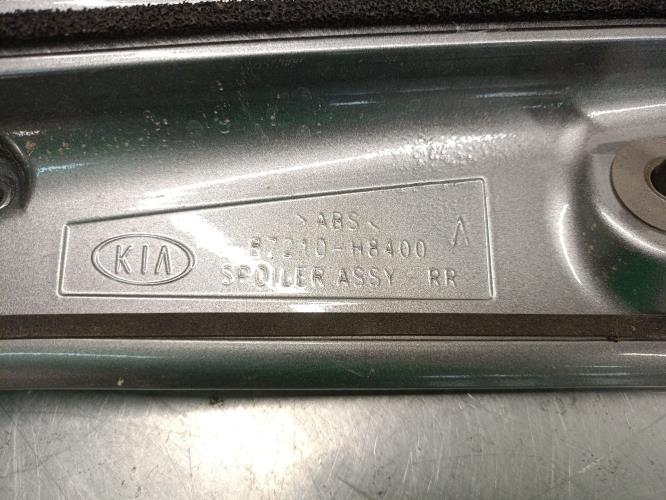 >ABS<
KIA
87210-H8400
SPOILER ASSY - RR